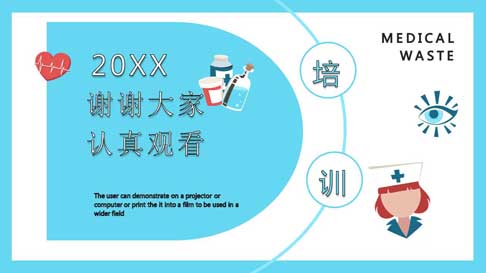 20XX
谢谢大家
认真观看
The user can demonstrate on a projector or
computer or print the it into a film to be used in a
wider field
培
训
MEDICAL
WASTE